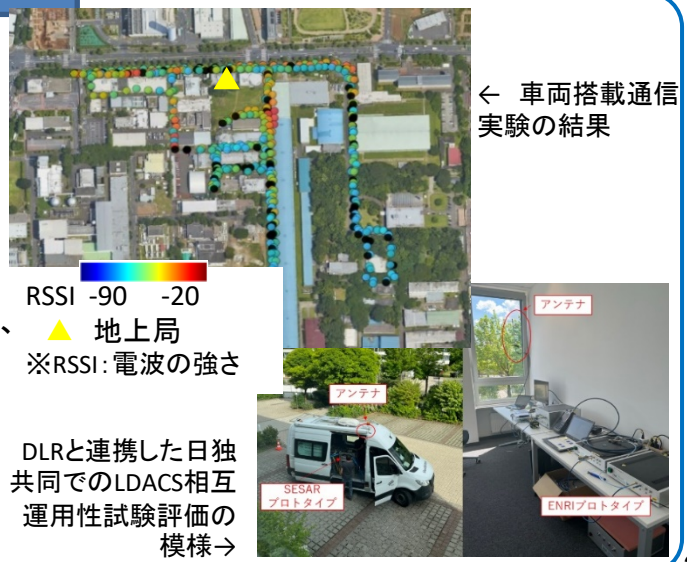 ← 車両搭載通信
実験の結果
RSSI -90 -20
、 ▲ 地上局
※RSSI：電波の強さ
アンテナ
アンテナ
SESAR
プロトタイプ
ENRIプロトタイプ
DLRと連携した日独
共同でのLDACS相互
運用性試験評価の
模様→